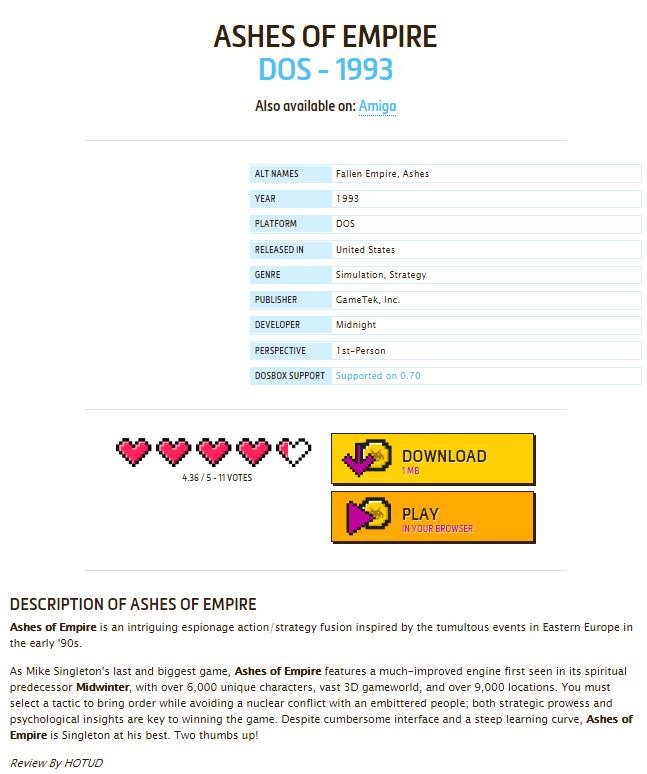 ASHES OF EMPIRE
DOS - 1993
Also available on: Amiga
ALT NAMES Fallen Empire, Ashes
YEAR 1993
PLATFORM DOS
RELEASED IN United States
GENRE Simulation, Strategy
PUBLISHER GameTek, Inc.
DEVELOPER Midnight
PERSPECTIVE 1st-Person
DOSBOX SUPPORT Supported on 0.70
4.36 / 5 - 11 VOTES
DOWNLOAD
1 MB
PLAY
IN YOUR BROWSER
DESCRIPTION OF ASHES OF EMPIRE
Ashes of Empire is an intriguing espionage action/strategy fusion inspired by the tumultous events in Eastern Europe in
the early '90s.
As Mike Singleton's last and biggest game, Ashes of Empire features a much-improved engine first seen in its spiritual
predecessor Midwinter, with over 6,000 unique characters, vast 3D gameworld, and over 9,000 locations. You must
select a tactic to bring order while avoiding a nuclear conflict with an embittered people; both strategic prowess and
psychological insights are key to winning the game. Despite cumbersome interface and a steep learning curve, Ashes of
Empire is Singleton at his best. Two thumbs up!
Review By HOTUD